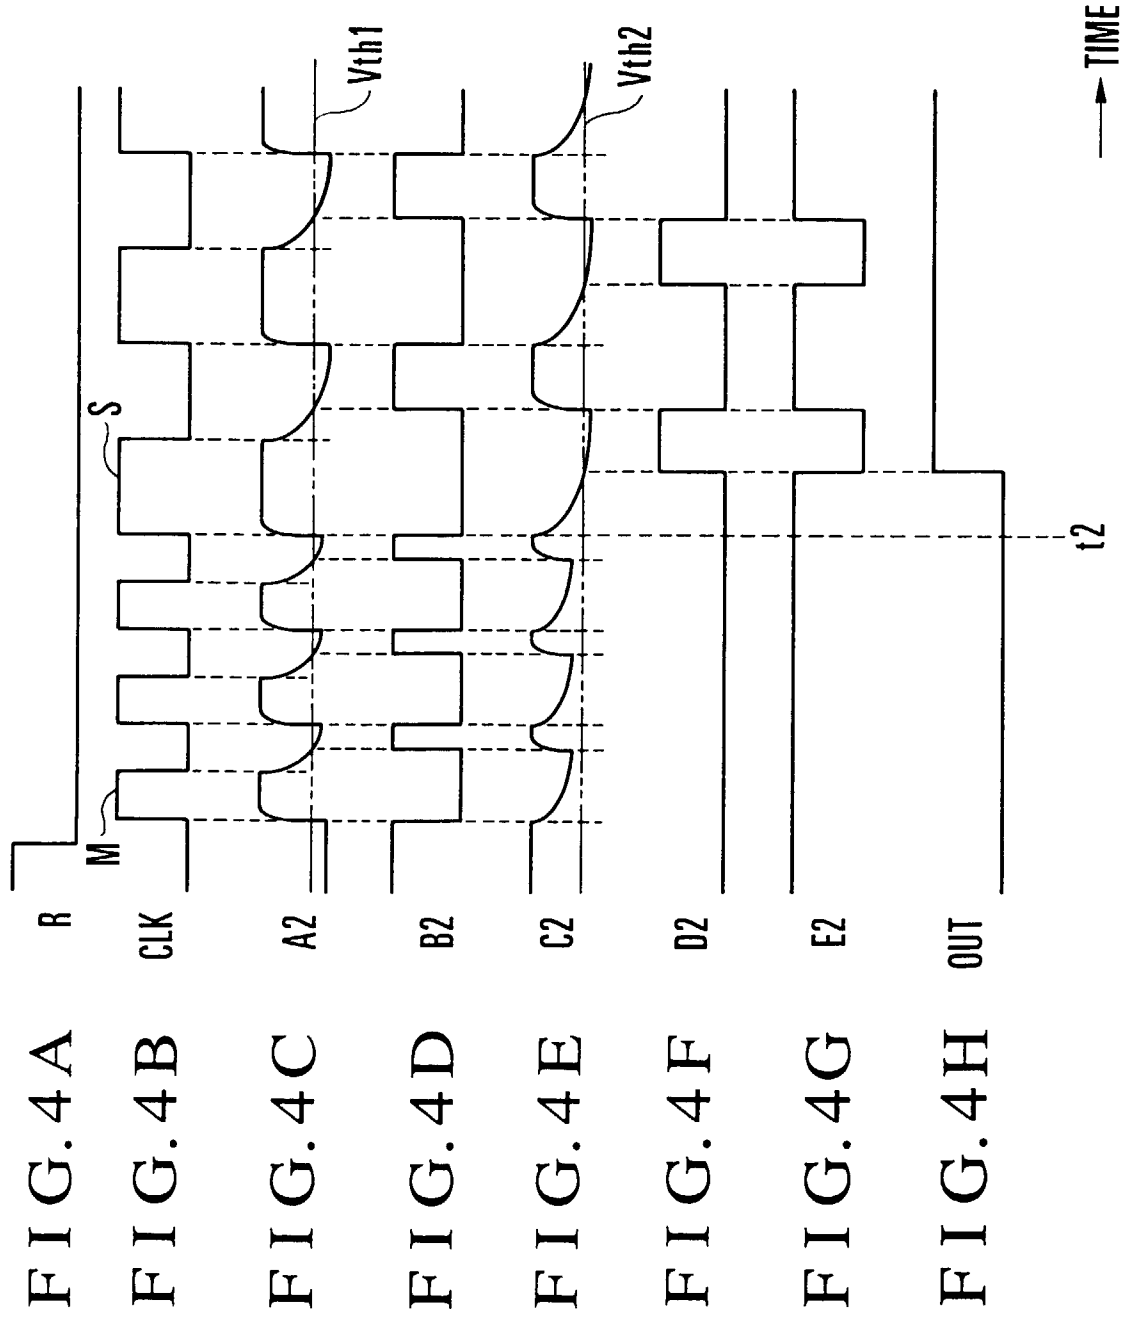 FIG. 4A R
FIG. 4B CLK
M
S
FIG. 4C A2
Vth1
FIG. 4D B2
FIG. 4E C2
Vth2
FIG. 4F D2
FIG. 4G E2
FIG. 4H OUT
t2
TIME